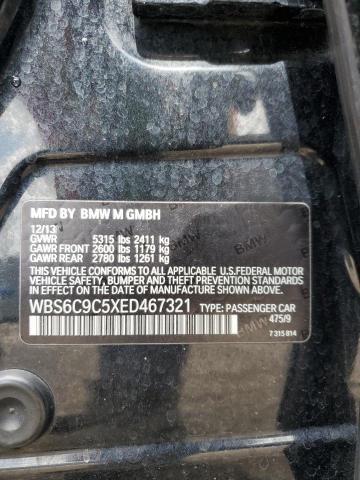 MFD BY BMW M GMBH
12/13
GVWR 5315 lbs 2411 kg
GAWR FRONT 2600 lbs 1179 kg
GAWR REAR 2780 lbs 1261 kg
THIS VEHICLE CONFORMS TO ALL APPLICABLE
U.S.FEDERAL MOTOR
VEHICLE SAFETY, BUMPER AND THEFT PREVENTION
STANDARDS IN EFFECT ON THE DATE OF
MANUFACTURE SHOWN ABOVE.
WBS6C9C5XED467321 TYPE: PASSENGER CAR
475/9
7 315 814